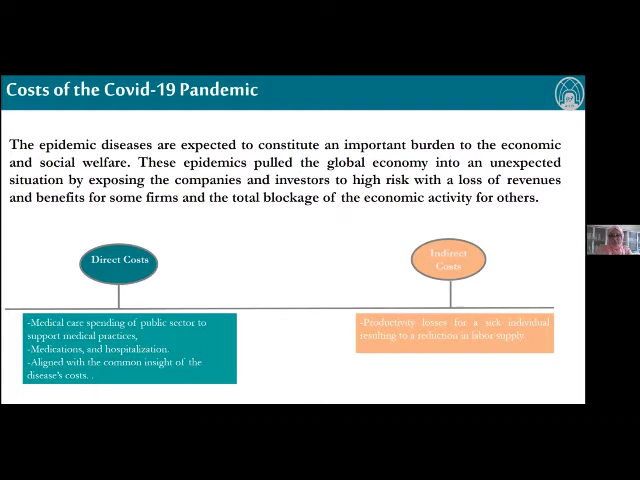 Costs of the Covid-19 Pandemic
The epidemic diseases are expected to constitute an important burden to the economic
and social welfare. These epidemics pulled the global economy into an unexpected
situation by exposing the companies and investors to high risk with a loss of revenues
and benefits for some firms and the total blockage of the economic activity for others.
Direct Costs
Indirect
Costs
-Medical care spending of public sector to
support medical practices,
-Medications, and hospitalization.
-Aligned with the common insight of the
disease's costs. .
-Productivity losses for a sick individual
resulting to a reduction in labor supply.